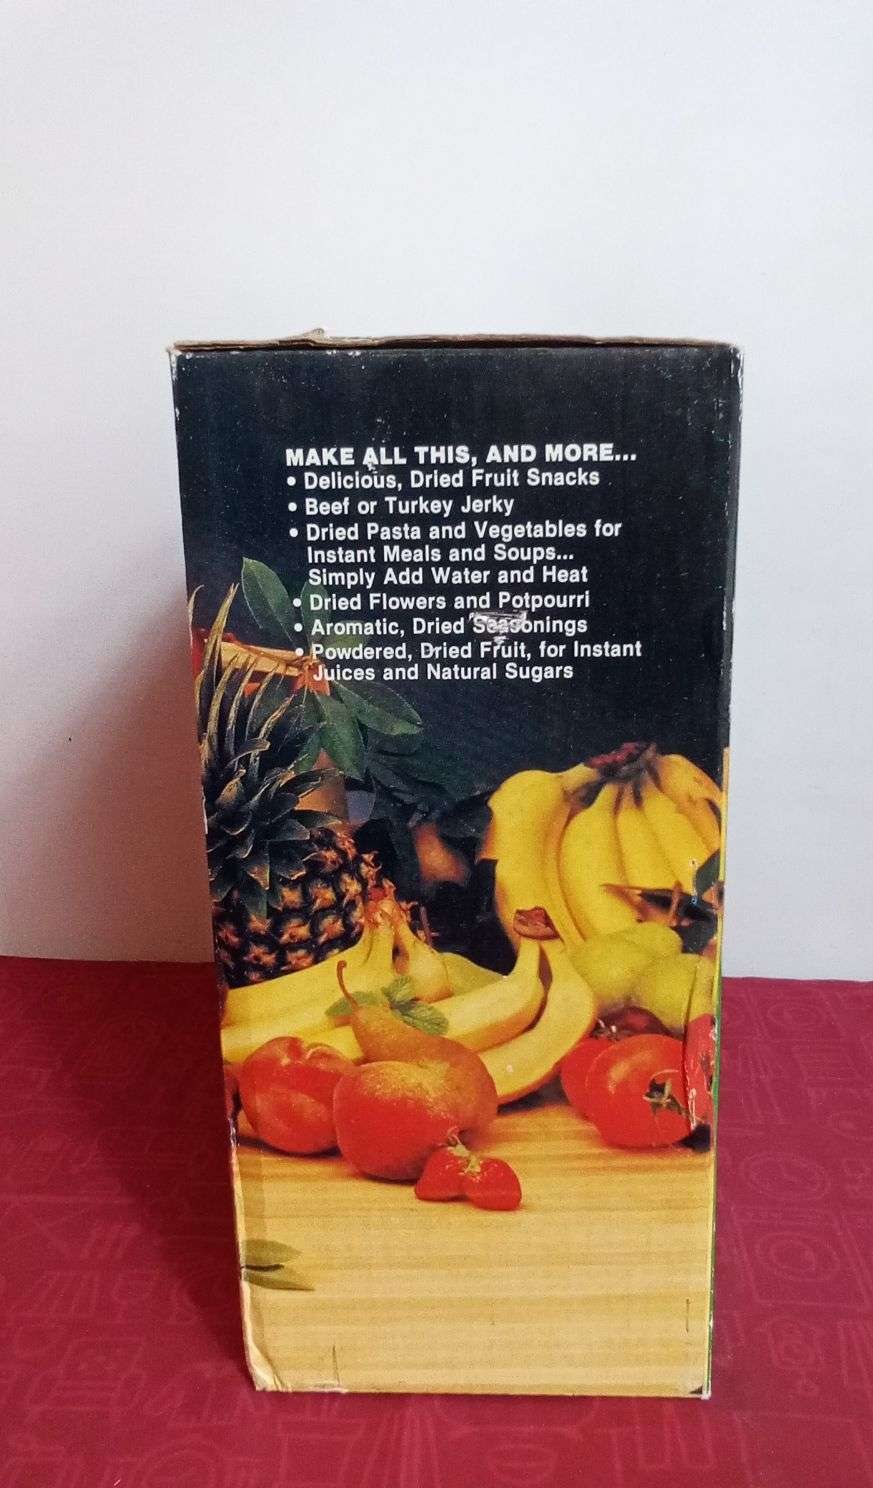 MAKE ALL THIS, AND MORE...
• Delicious, Dried Fruit Snacks
• Beef or Turkey Jerky
• Dried Pasta and Vegetables for
Instant Meals and Soups...
Simply Add Water and Heat
• Dried Flowers and Potpourri
• Aromatic, Dried Seasonings
• Powdered, Dried Fruit, for Instant
Juices and Natural Sugars